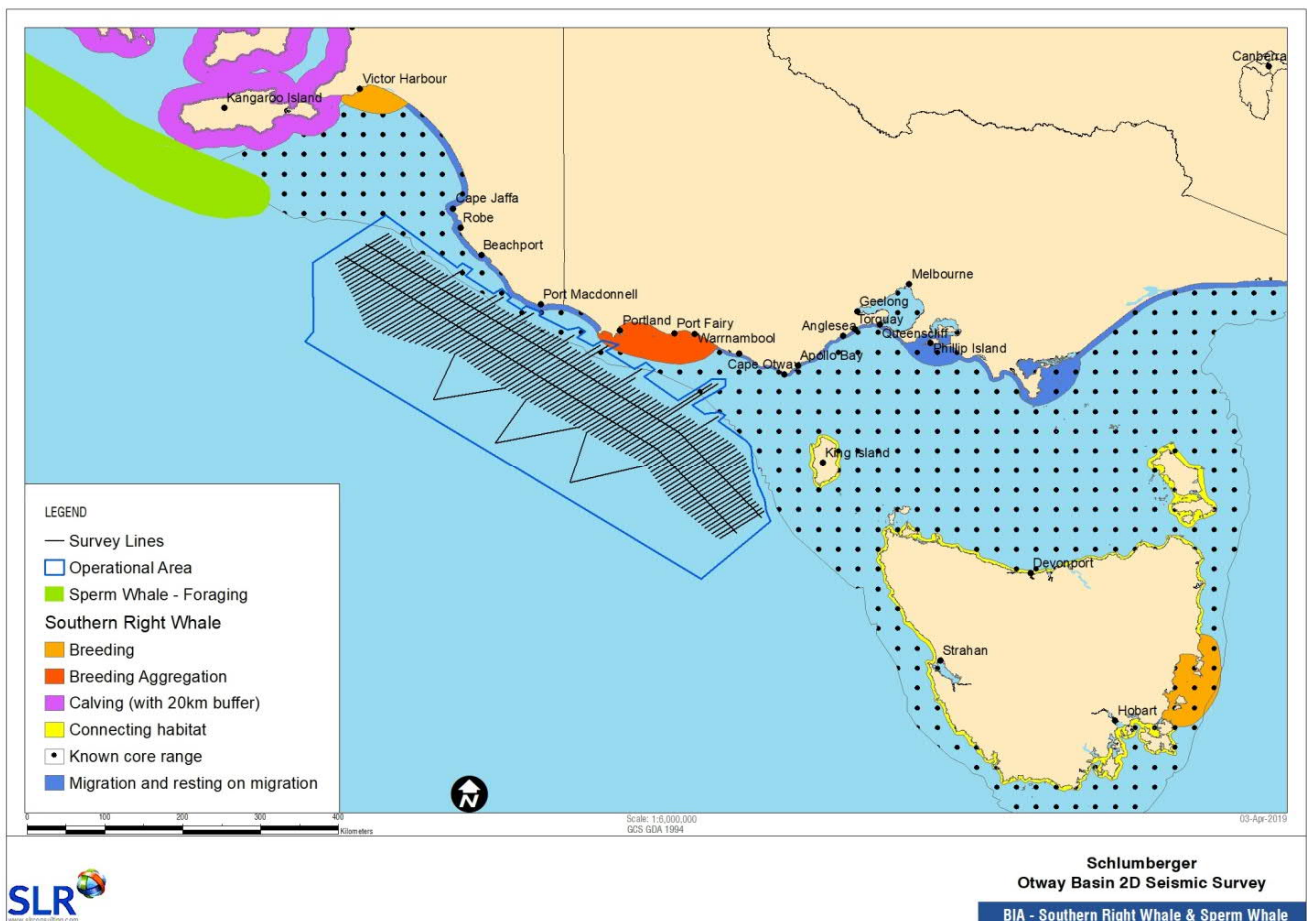 Canberra
Victor Harbour
Kangaroo Island
Cape Jaffa
Robe
Beachport
Port Macdonnell
Melbourne
Geelong
Portland
Port Fairy
Anglesea
Torquay
Queenscliff
Warrnambool
Phillip Island
Cape Otway
Apollo Bay
King Island
Devonport
Strahan
Hobart
LEGEND
Survey Lines
Operational Area
Sperm Whale - Foraging
Southern Right Whale
Breeding
Breeding Aggregation
Calving (with 20km buffer)
Connecting habitat
Known core range
Migration and resting on migration
N
0 100 200 300 400
Kilometers
Scale: 1:6,000,000
GCS GDA 1994
03-Apr-2019
SLR
www.slrconsulting.com
Schlumberger
Otway Basin 2D Seismic Survey
BIA - Southern Right Whale & Sperm Whale